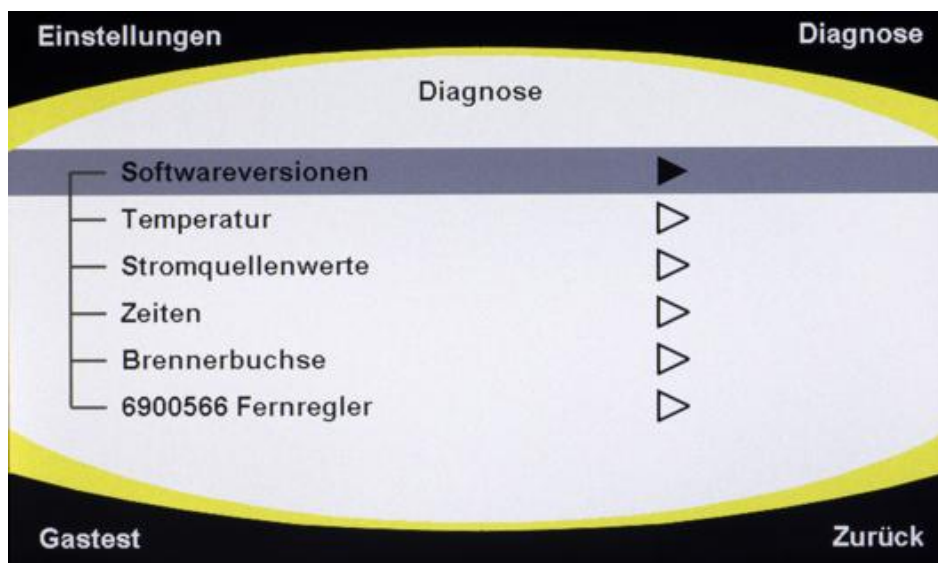 Einstellungen
Diagnose
Diagnose
Softwareversionen
Temperatur
Stromquellenwerte
Zeiten
Brennerbuchse
6900566 Fernregler
Gastest
Zurück